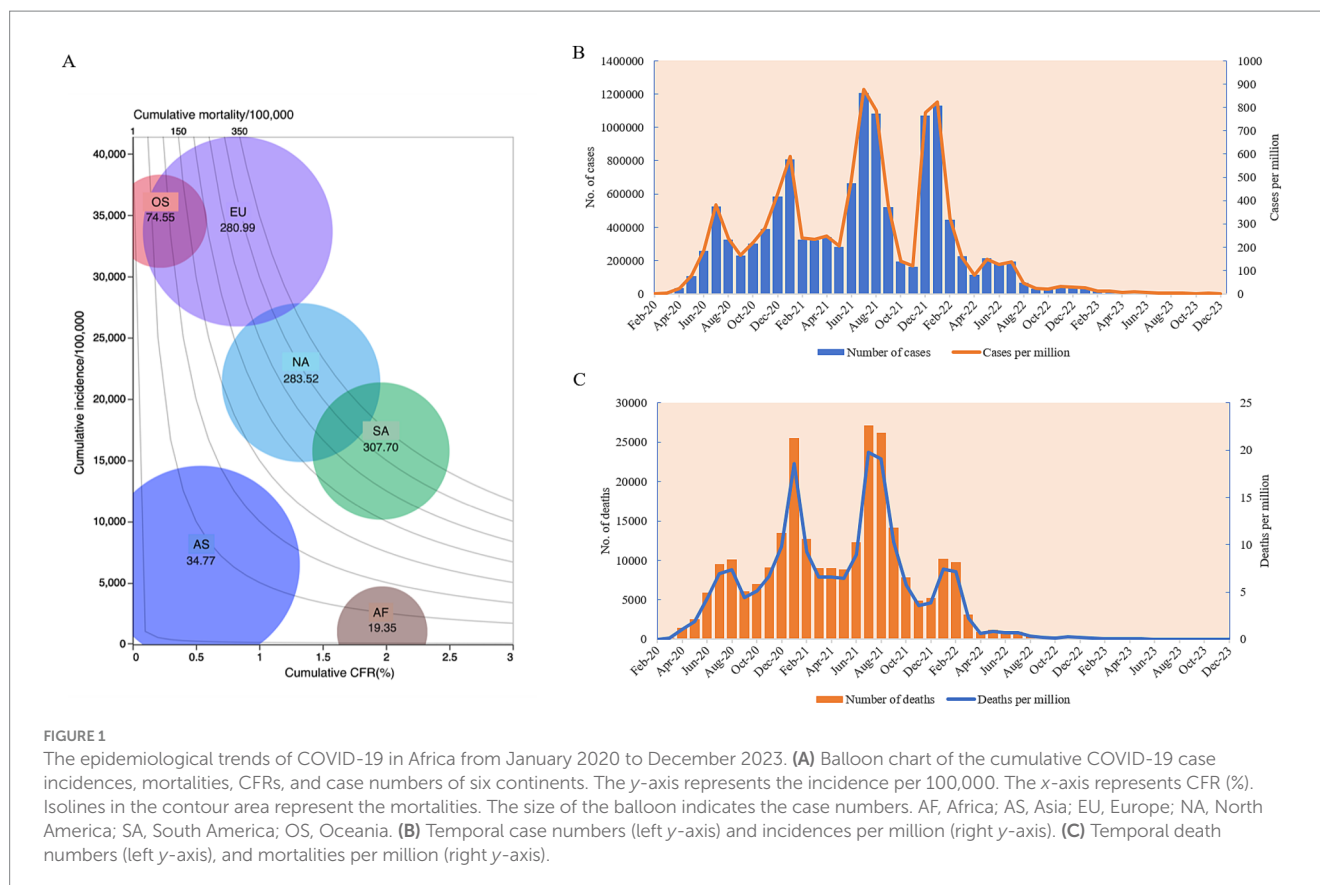 A
Cumulative mortality/100,000
1 150 350
40,000
35,000
30,000
25,000
20,000
15,000
10,000
5,000
0
Cumulative incidence/100,000
OS
74.55
EU
280.99
NA
283.52
SA
307.70
AS
34.77
AF
19.35
0 0.5 1 1.5 2 2.5 3
Cumulative CFR(%)
B
1400000
1200000
1000000
800000
600000
400000
200000
0
No. of cases
1000
900
800
700
600
500
400
300
200
100
0
Cases per million
Feb-20 Apr-20 Jun-20 Aug-20 Oct-20 Dec-20 Feb-21 Apr-21 Jun-21 Aug-21 Oct-21 Dec-21 Feb-22 Apr-22 Jun-22 Aug-22 Oct-22 Dec-22 Feb-23 Apr-23 Jun-23 Aug-23 Oct-23 Dec-23
Number of cases Cases per million
C
30000
25000
20000
15000
10000
5000
0
No. of deaths
25
20
15
10
5
0
Deaths per million
Feb-20 Apr-20 Jun-20 Aug-20 Oct-20 Dec-20 Feb-21 Apr-21 Jun-21 Aug-21 Oct-21 Dec-21 Feb-22 Apr-22 Jun-22 Aug-22 Oct-22 Dec-22 Feb-23 Apr-23 Jun-23 Aug-23 Oct-23 Dec-23
Number of deaths Deaths per million
FIGURE 1
The epidemiological trends of COVID-19 in Africa from January 2020 to December 2023. (A) Balloon chart of the cumulative COVID-19 case
incidences, mortalities, CFRs, and case numbers of six continents. The y-axis represents the incidence per 100,000. The x-axis represents CFR (%).
Isolines in the contour area represent the mortalities. The size of the balloon indicates the case numbers. AF, Africa; AS, Asia; EU, Europe; NA, North
America; SA, South America; OS, Oceania. (B) Temporal case numbers (left y-axis) and incidences per million (right y-axis). (C) Temporal death
numbers (left y-axis), and mortalities per million (right y-axis).